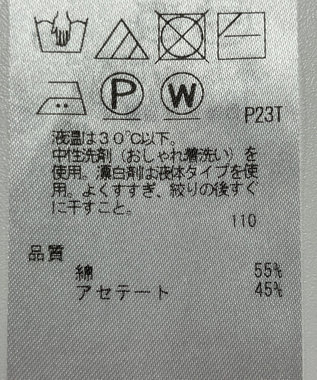 P W
P23T
液温は30℃以下。
中性洗剤（おしゃれ着洗い）を
使用。漂白剤は液体タイプを使
用。よくすすぎ、絞りの後すぐ
に干すこと。
110
品質
綿 55%
アセテート 45%